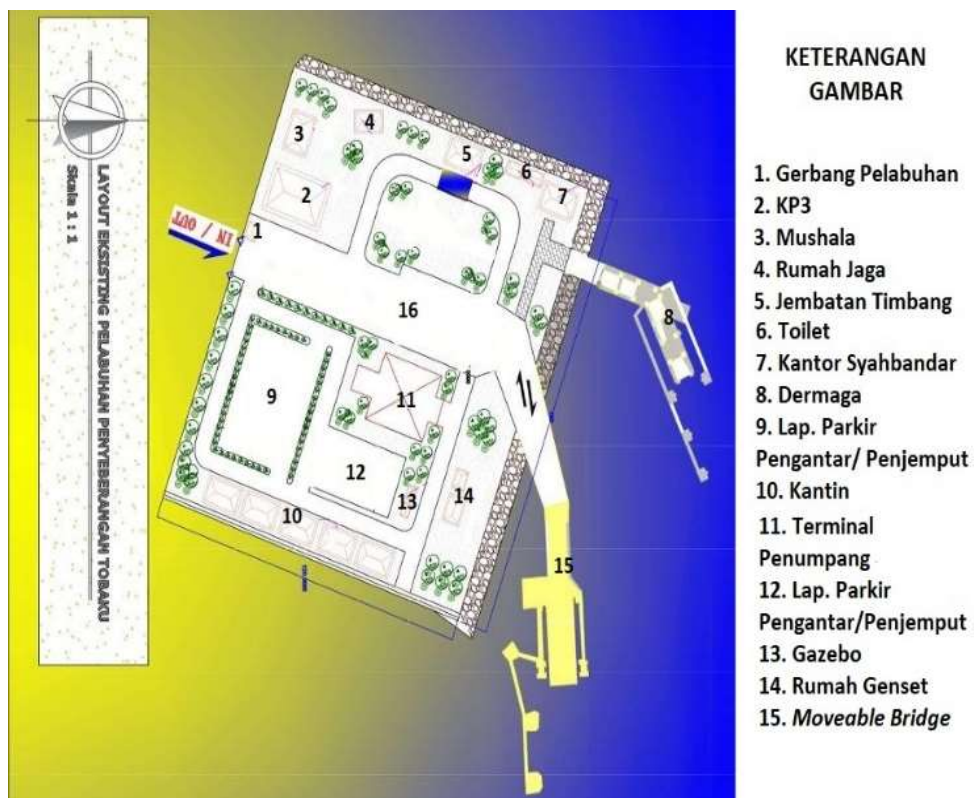 LAYOUT EKSISTING PELABUHAN PENYEBERANGAN TOBAKU
Skala 1 : 1
IN / OUT
1
2
3
4
5
6
7
8
9
10
11
12
13
14
15
16
KETERANGAN
GAMBAR
1. Gerbang Pelabuhan
2. KP3
3. Mushala
4. Rumah Jaga
5. Jembatan Timbang
6. Toilet
7. Kantor Syahbandar
8. Dermaga
9. Lap. Parkir
Pengantar/ Penjemput
10. Kantin
11. Terminal
Penumpang
12. Lap. Parkir
Pengantar/Penjemput
13. Gazebo
14. Rumah Genset
15. Moveable Bridge